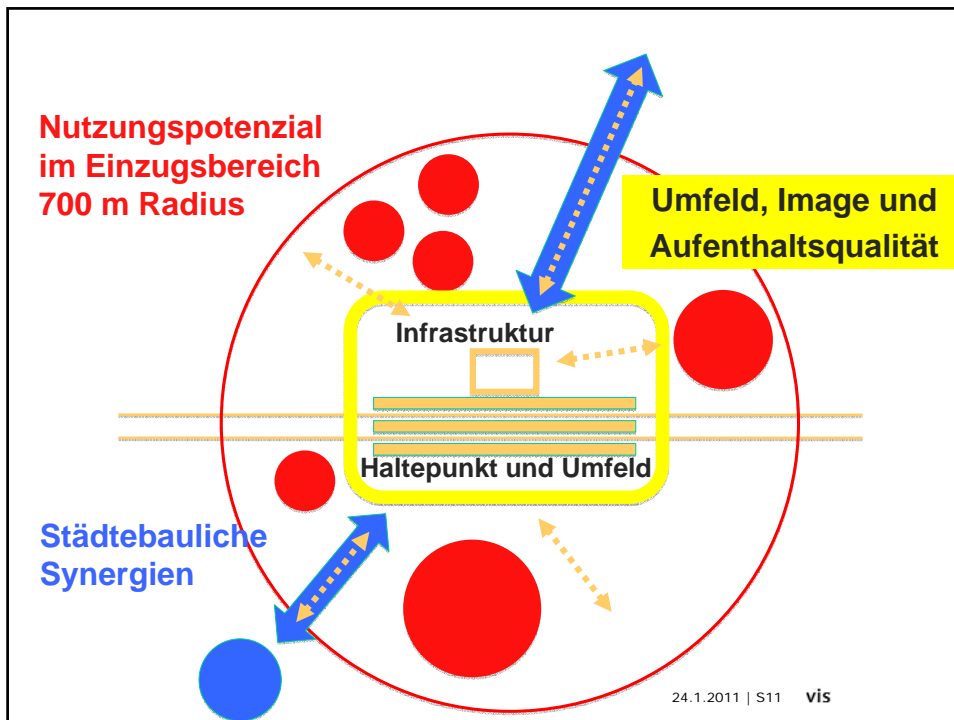 Nutzungspotenzial
im Einzugsbereich
700 m Radius
Umfeld, Image und
Aufenthaltsqualität
Infrastruktur
Haltepunkt und Umfeld
Städtebauliche
Synergien
24.1.2011 | S11 vis